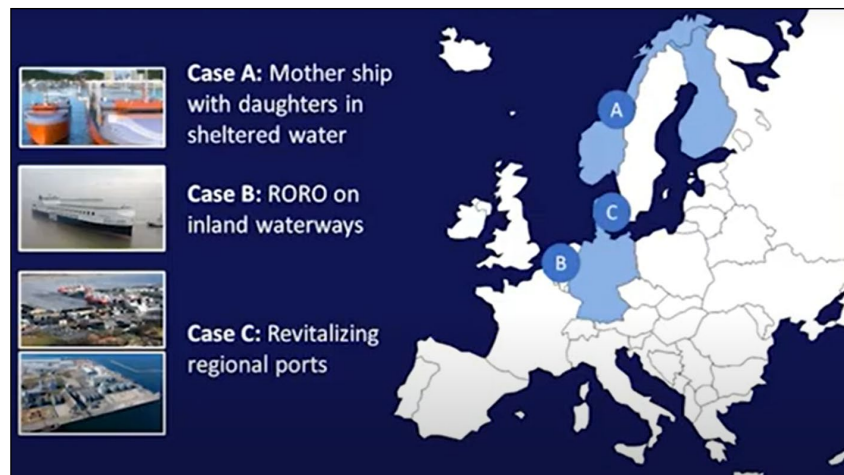 Case A: Mother ship
with daughters in
sheltered water
Case B: RORO on
inland waterways
Case C: Revitalizing
regional ports
A
C
B